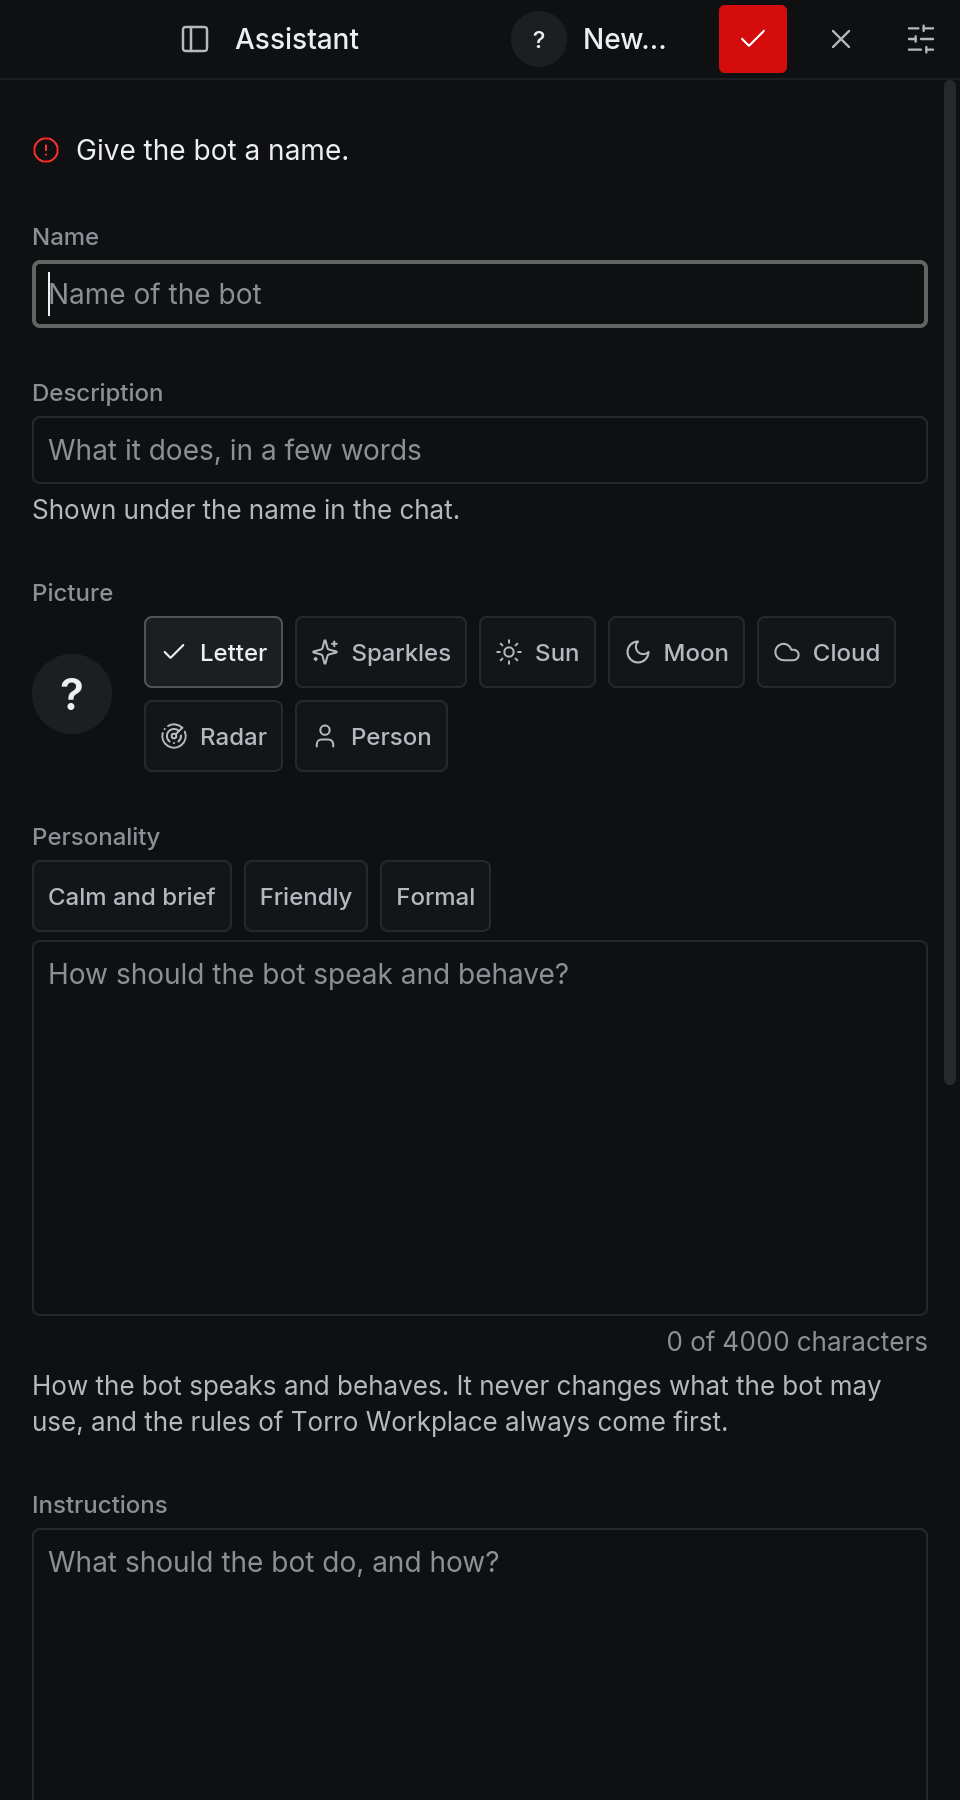 Assistant
? New...
Give the bot a name.
Name
Name of the bot
Description
What it does, in a few words
Shown under the name in the chat.
Picture
?
Letter Sparkles Sun Moon Cloud
Radar Person
Personality
Calm and brief Friendly Formal
How should the bot speak and behave?
0 of 4000 characters
How the bot speaks and behaves. It never changes what the bot may
use, and the rules of Torro Workplace always come first.
Instructions
What should the bot do, and how?